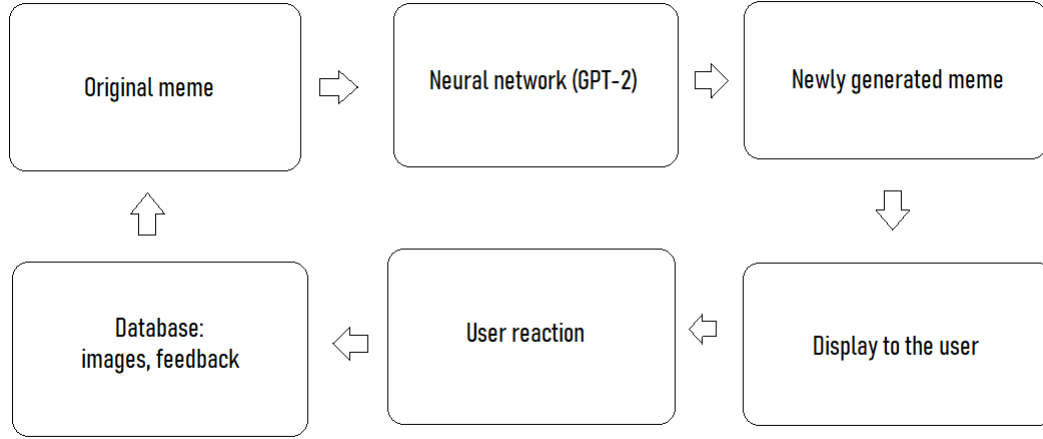 Original meme
Neural network (GPT-2)
Newly generated meme
Database:
images, feedback
User reaction
Display to the user